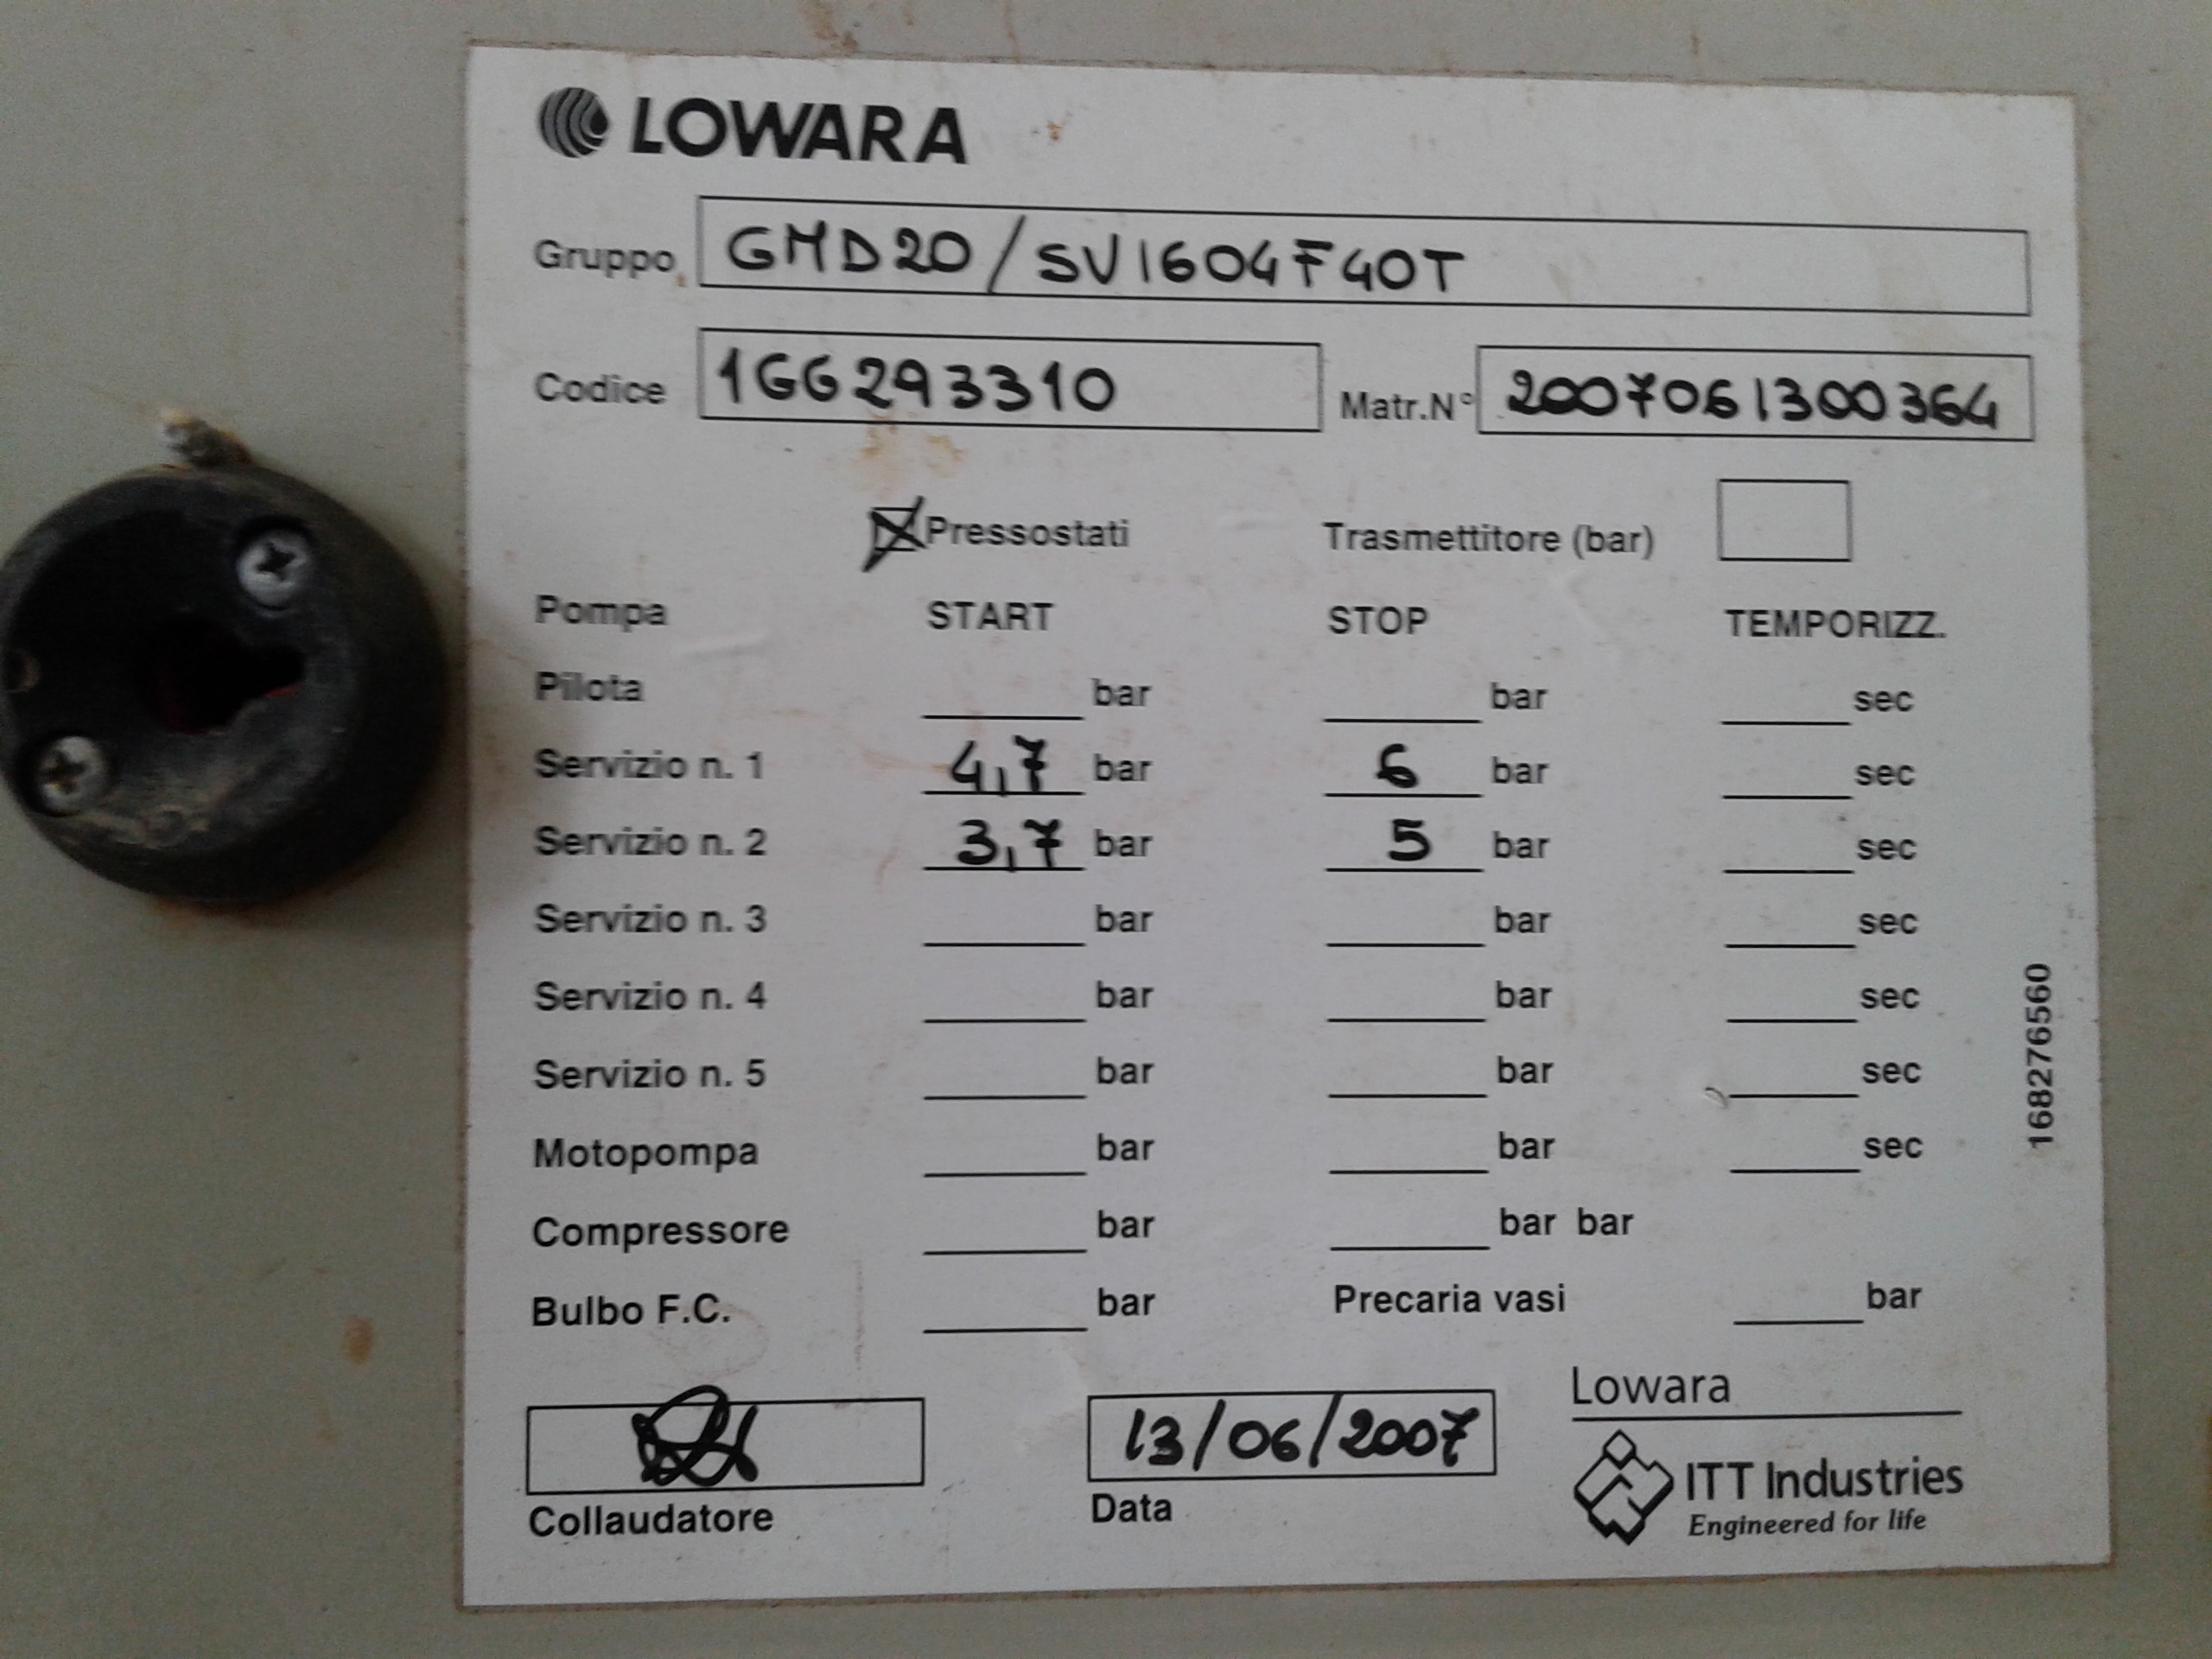 LOWARA
Gruppo GMD20/SV1604F40T
Codice 1GG293310 Matr.N° 2007061300364
Pressostati Trasmettitore (bar)
Pompa START STOP TEMPORIZZ.
Pilota bar bar sec
Servizio n. 1 4,7 bar 6 bar sec
Servizio n. 2 3,7 bar 5 bar sec
Servizio n. 3 bar bar sec
Servizio n. 4 bar bar sec
Servizio n. 5 bar bar sec
Motopompa bar bar sec
Compressore bar bar bar
Bulbo F.C. bar Precaria vasi bar
168276560
13/06/2007
Collaudatore Data
Lowara
ITT Industries
Engineered for life